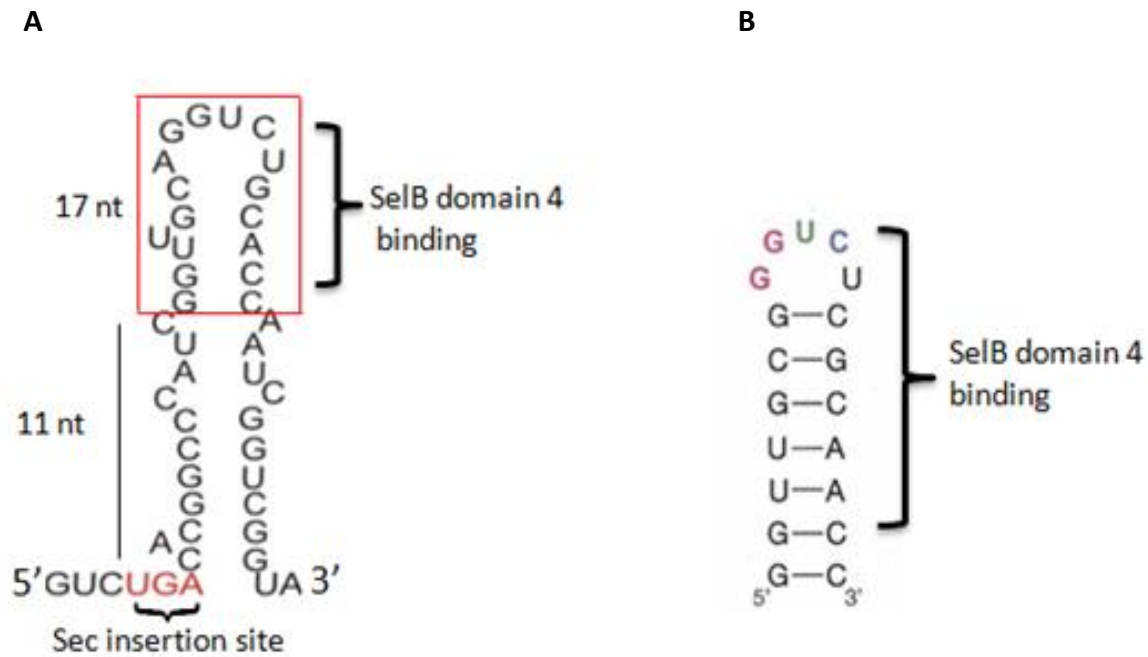 A
GGUC
A U
C G
17 nt
G C
U U A
G C
G C
SelB domain 4
binding
C A
U A
A U
C C
C G
11 nt
C G
G U
G C
A C G
C G
5'GUCUGA UA 3'
Sec insertion site
B
G U C
G U
G—C
C—G
G—C
U—A
U—A
G—C
G—C
5' 3'
SelB domain 4
binding